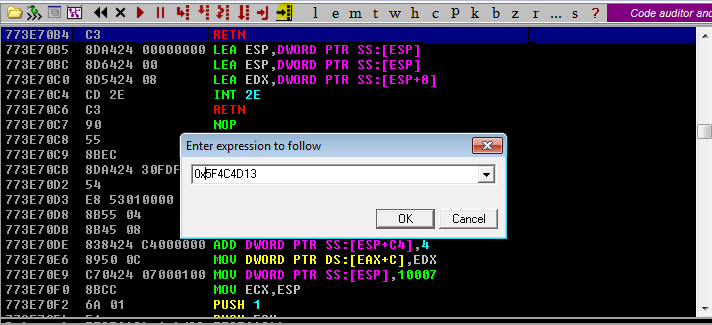 l e m t w h c p k b z r ... s ? Code auditor and
773E70B4 C3 RETN
773E70B5 8DA424 00000000 LEA ESP,DWORD PTR SS:[ESP]
773E70BC 8D6424 00 LEA ESP,DWORD PTR SS:[ESP]
773E70C0 8D5424 08 LEA EDX,DWORD PTR SS:[ESP+8]
773E70C4 CD 2E INT 2E
773E70C6 C3 RETN
773E70C7 90 NOP
773E70C8 55
773E70C9 8BEC
773E70CB 8DA424 30FDF
773E70D2 54
773E70D3 E8 53010000
773E70D8 8B55 04
773E70DB 8B45 08
773E70DE 838424 C4000000 ADD DWORD PTR SS:[ESP+C4],4
773E70E6 8950 0C MOV DWORD PTR DS:[EAX+C],EDX
773E70E9 C70424 07000100 MOV DWORD PTR SS:[ESP],10007
773E70F0 8BCC MOV ECX,ESP
773E70F2 6A 01 PUSH 1
Enter expression to follow
0x5F4C4D13
OK Cancel